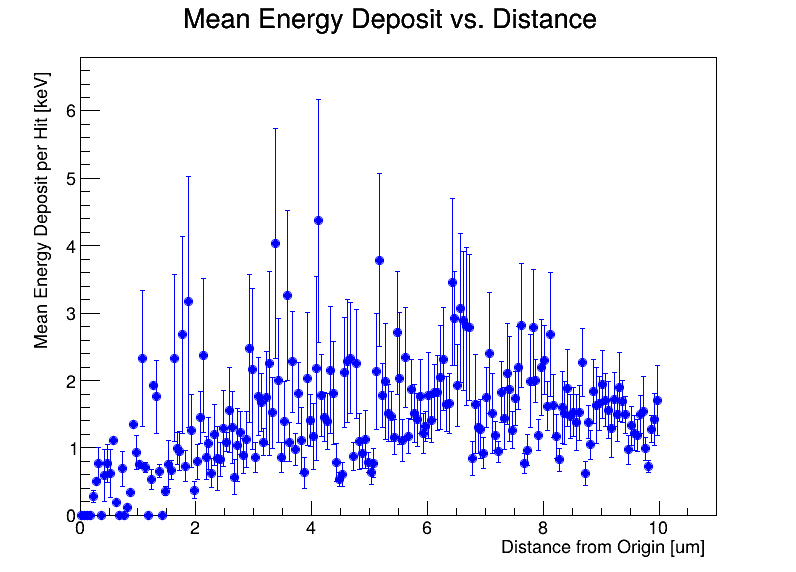 Mean Energy Deposit vs. Distance
Mean Energy Deposit per Hit [keV]
6
5
4
3
2
1
0
0 2 4 6 8 10
Distance from Origin [um]